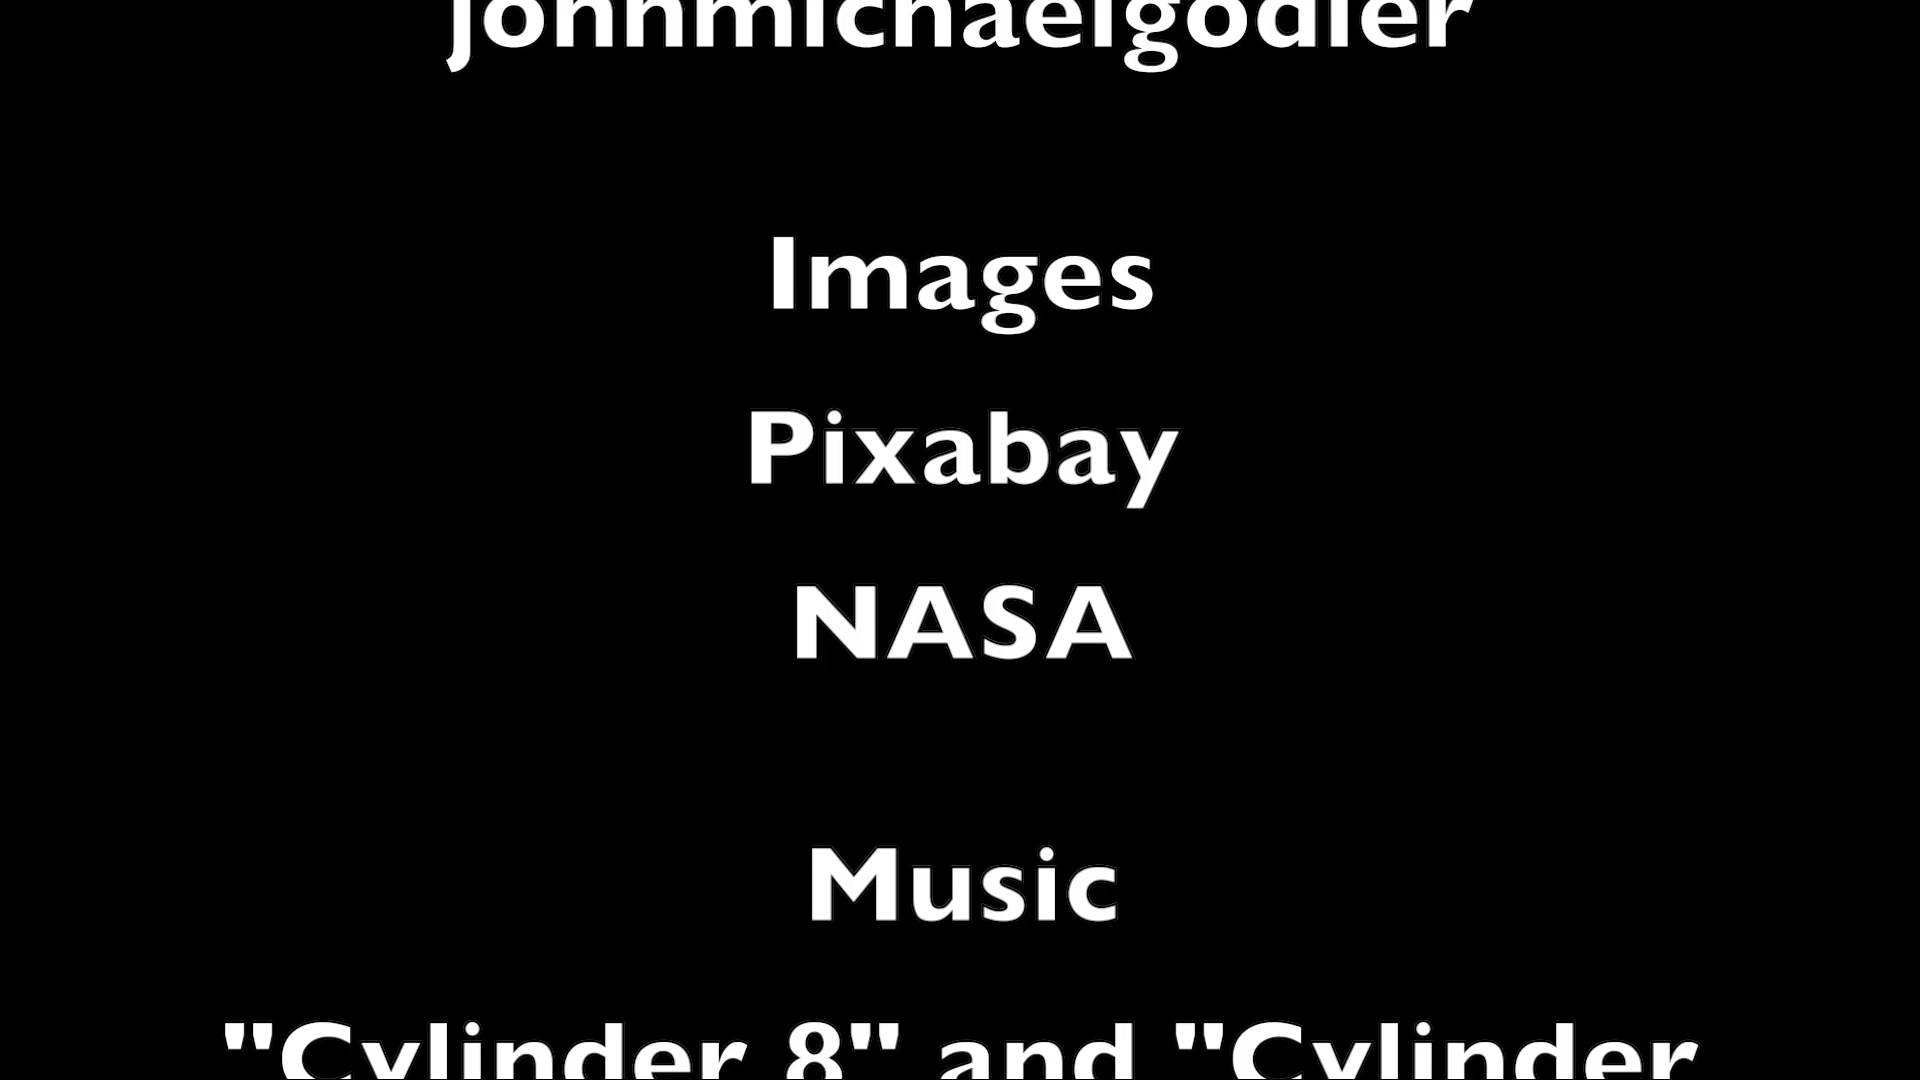 johnmichaelgodier
Images
Pixabay
NASA
Music
"Cylinder 8" and "Cylinder